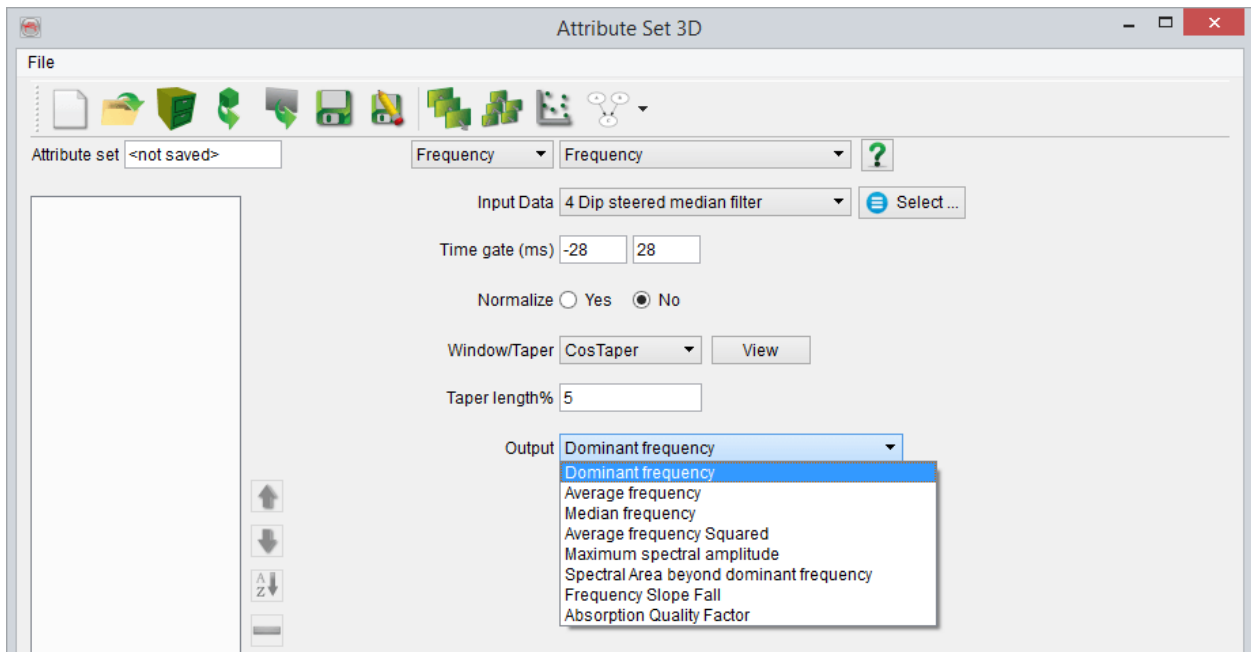 Attribute Set 3D
File
Attribute set <not saved> Frequency Frequency ?
Input Data 4 Dip steered median filter Select ...
Time gate (ms) -28 28
Normalize Yes No
Window/Taper CosTaper View
Taper length% 5
Output Dominant frequency
Dominant frequency
Average frequency
Median frequency
Average frequency Squared
Maximum spectral amplitude
Spectral Area beyond dominant frequency
Frequency Slope Fall
Absorption Quality Factor
A
Z